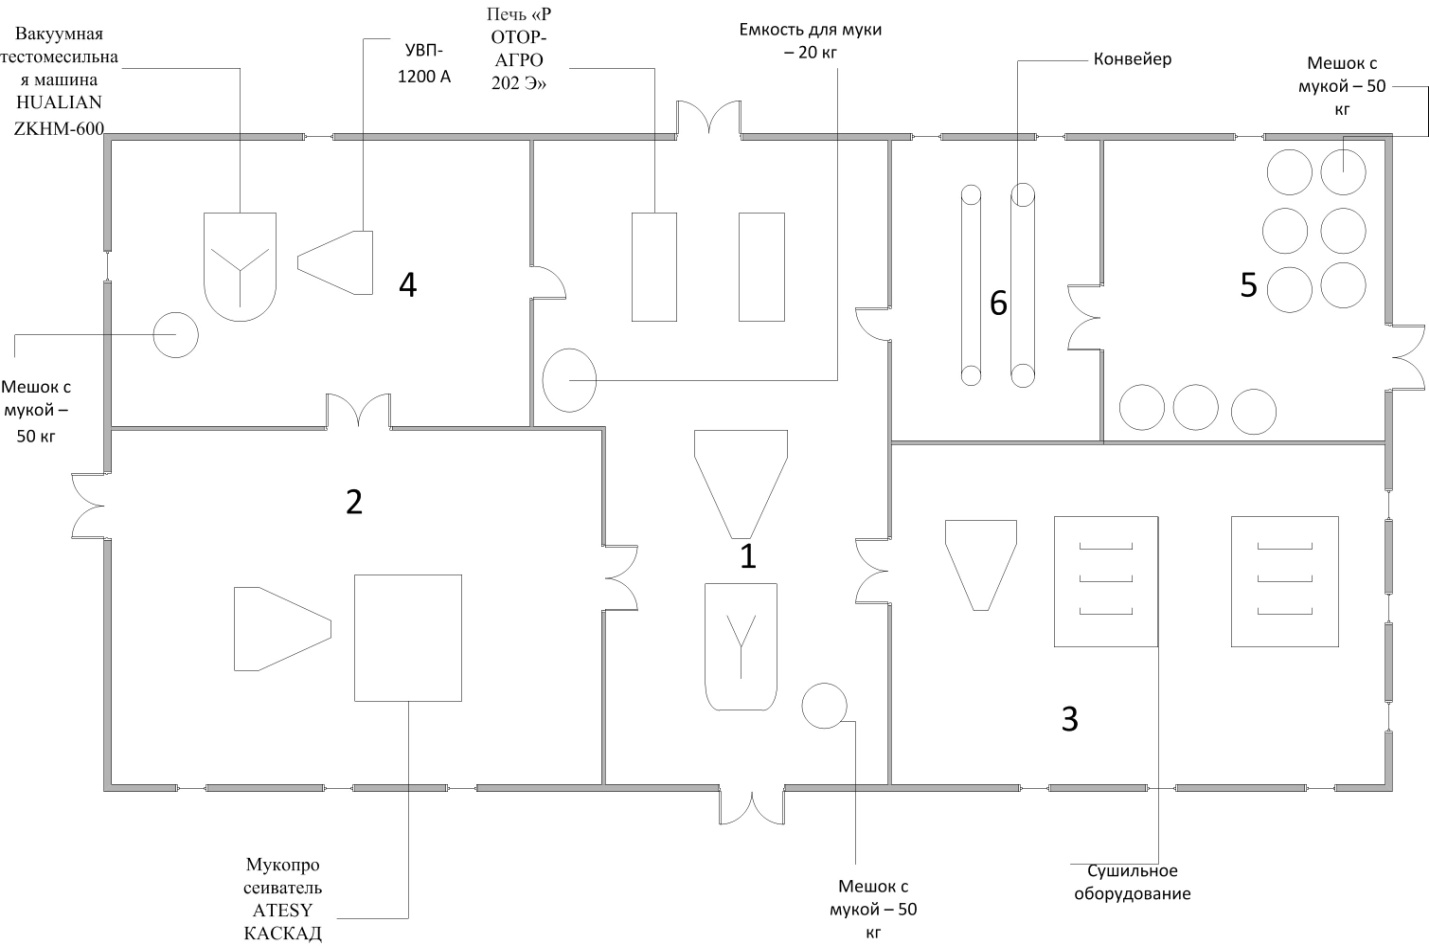 Вакуумная
тестомесильна
я машина
HUALIAN
ZKHM-600
УВП-
1200 А
Печь «Р
ОТОР-
АГРО
202 Э»
Емкость для муки
– 20 кг
Конвейер
Мешок с
мукой – 50
кг
4
6
5
Мешок с
мукой –
50 кг
2
1
3
Мукопро
сеиватель
ATESY
КАСКАД
Мешок с
мукой – 50
кг
Сушильное
оборудование